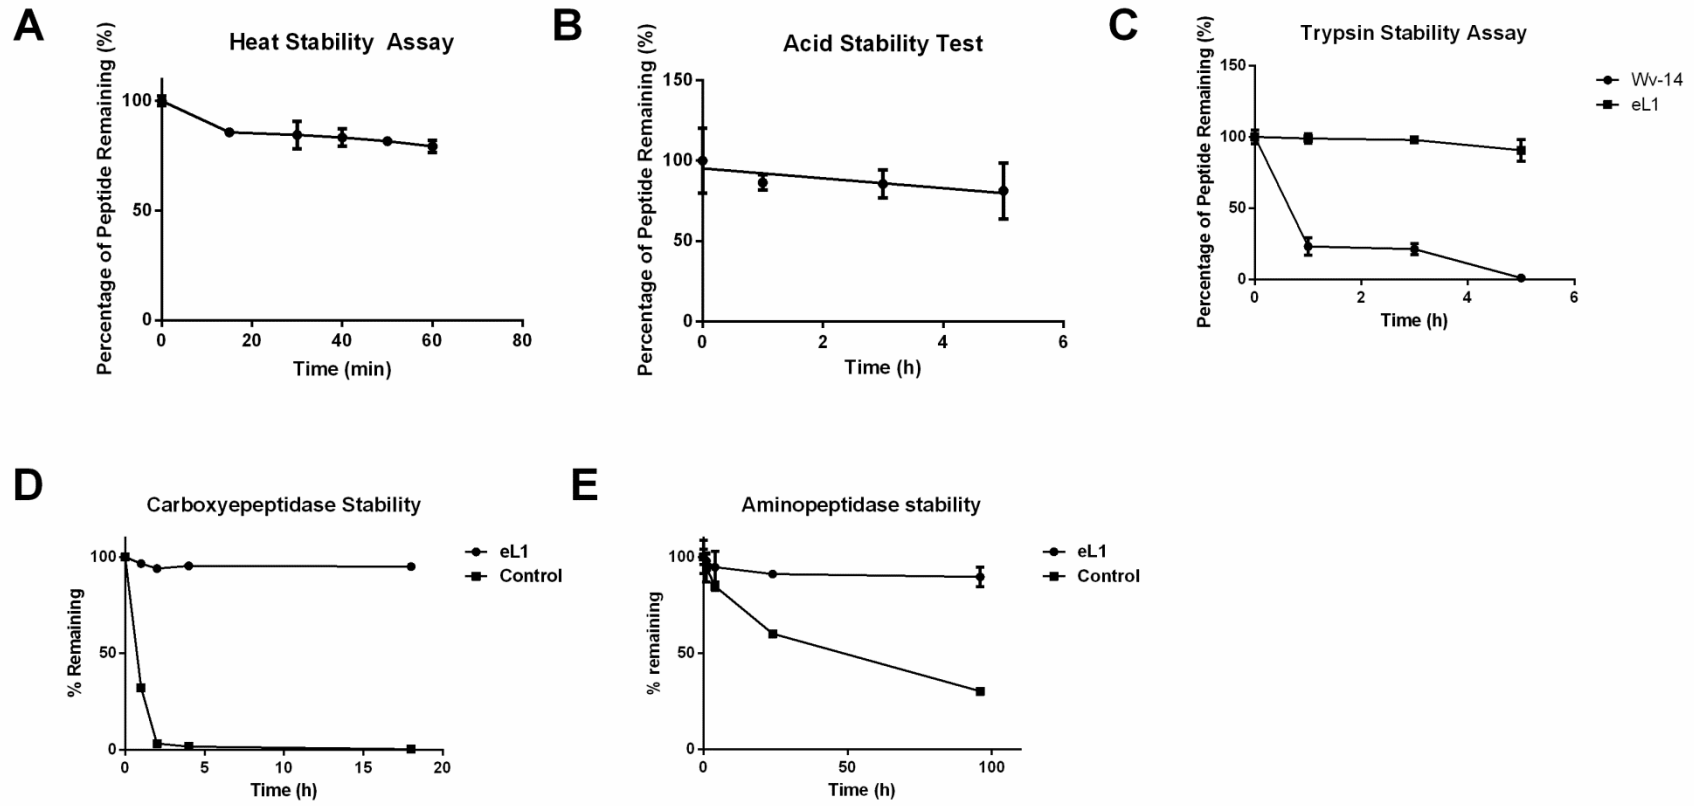 A
Heat Stability Assay
Percentage of Peptide Remaining (%)
100
50
0
0 20 40 60 80
Time (min)
B
Acid Stability Test
Percentage of Peptide Remaining (%)
150
100
50
0
0 2 4 6
Time (h)
C
Trypsin Stability Assay
Percentage of Peptide Remaining (%)
150
100
50
0
0 2 4 6
Time (h)
Wv-14
eL1
D
Carboxyepeptidase Stability
% Remaining
100
50
0
0 5 10 15 20
Time (h)
eL1
Control
E
Aminopeptidase stability
% remaining
100
50
0
0 50 100
Time (h)
eL1
Control